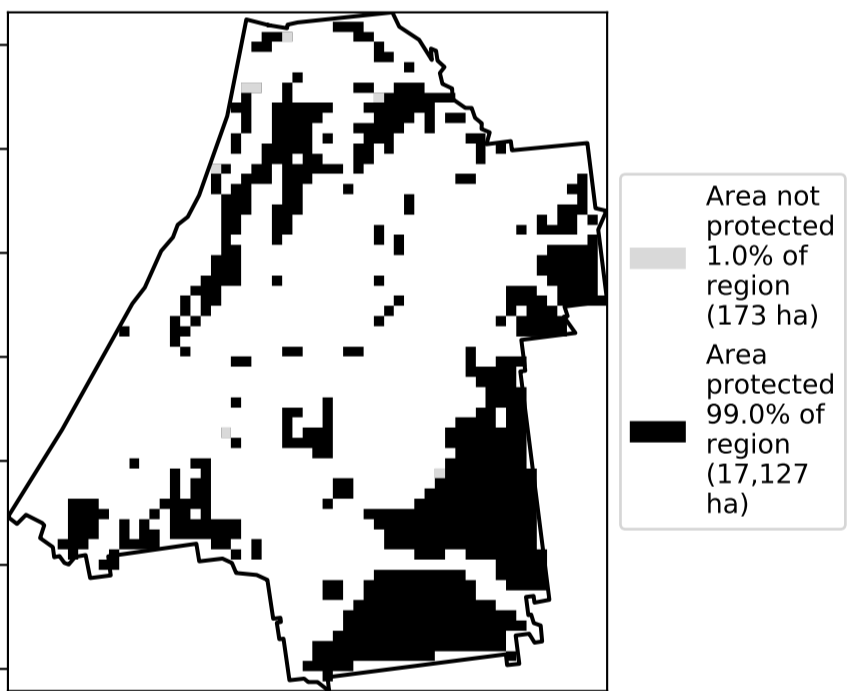 Area not
protected
1.0% of
region
(173 ha)
Area
protected
99.0% of
region
(17,127
ha)